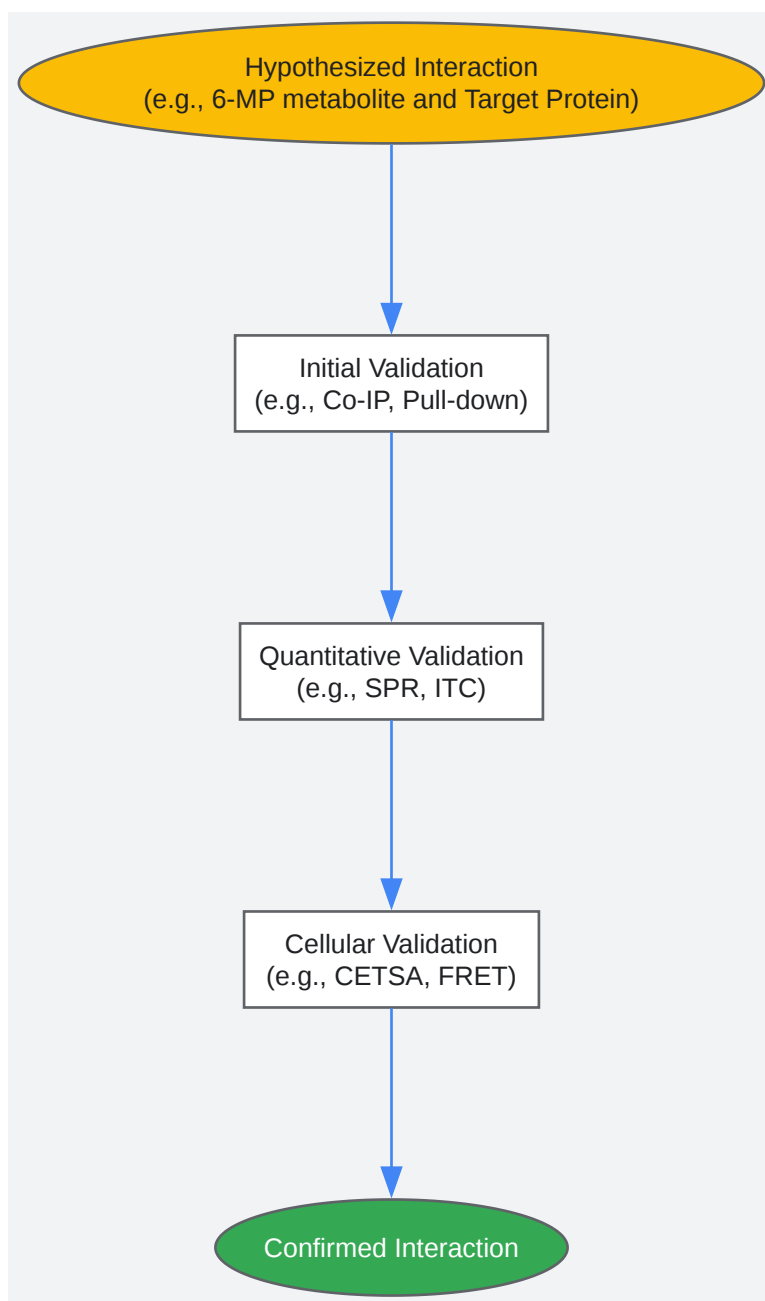 Hypothesized Interaction
(e.g., 6-MP metabolite and Target Protein)
Initial Validation
(e.g., Co-IP, Pull-down)
Quantitative Validation
(e.g., SPR, ITC)
Cellular Validation
(e.g., CETSA, FRET)
Confirmed Interaction